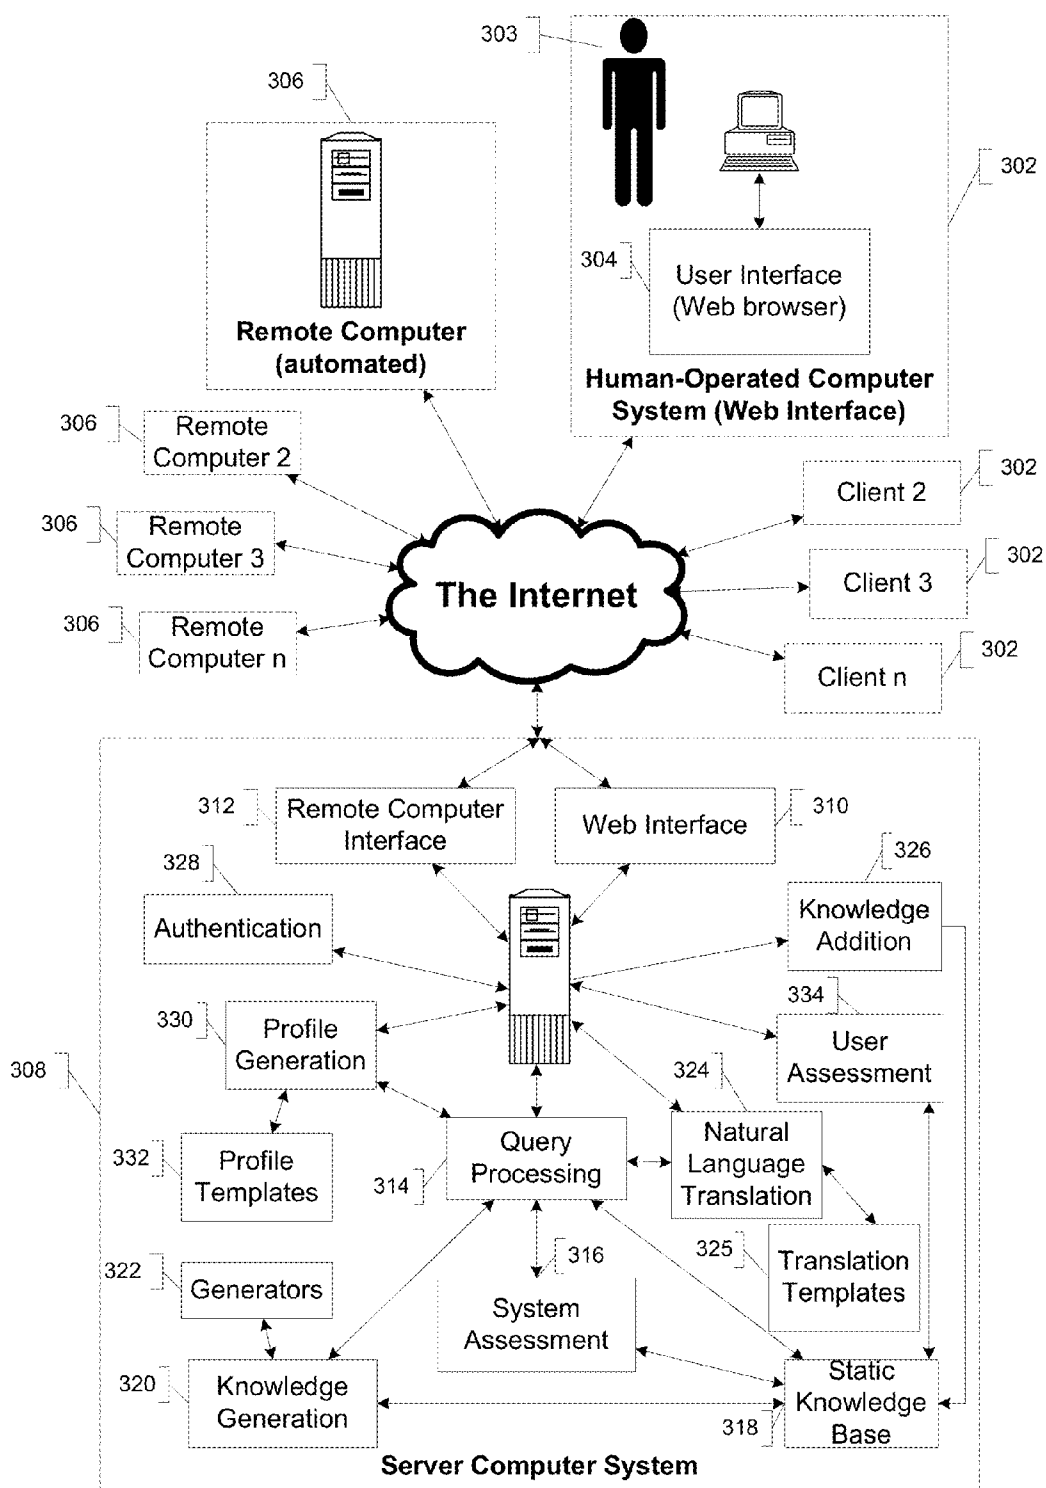 303
306
302
304
User Interface
(Web browser)
Remote Computer
(automated)
Human-Operated Computer
System (Web Interface)
306
Remote
Computer 2
302
Client 2
306
Remote
Computer 3
302
Client 3
The Internet
306
Remote
Computer n
302
Client n
312
Remote Computer
Interface
Web Interface
310
328
326
Authentication
Knowledge
Addition
334
330
Profile
Generation
User
Assessment
308
324
332
Profile
Templates
314
Query
Processing
Natural
Language
Translation
316
325
Translation
Templates
322
Generators
System
Assessment
320
Knowledge
Generation
318
Static
Knowledge
Base
Server Computer System